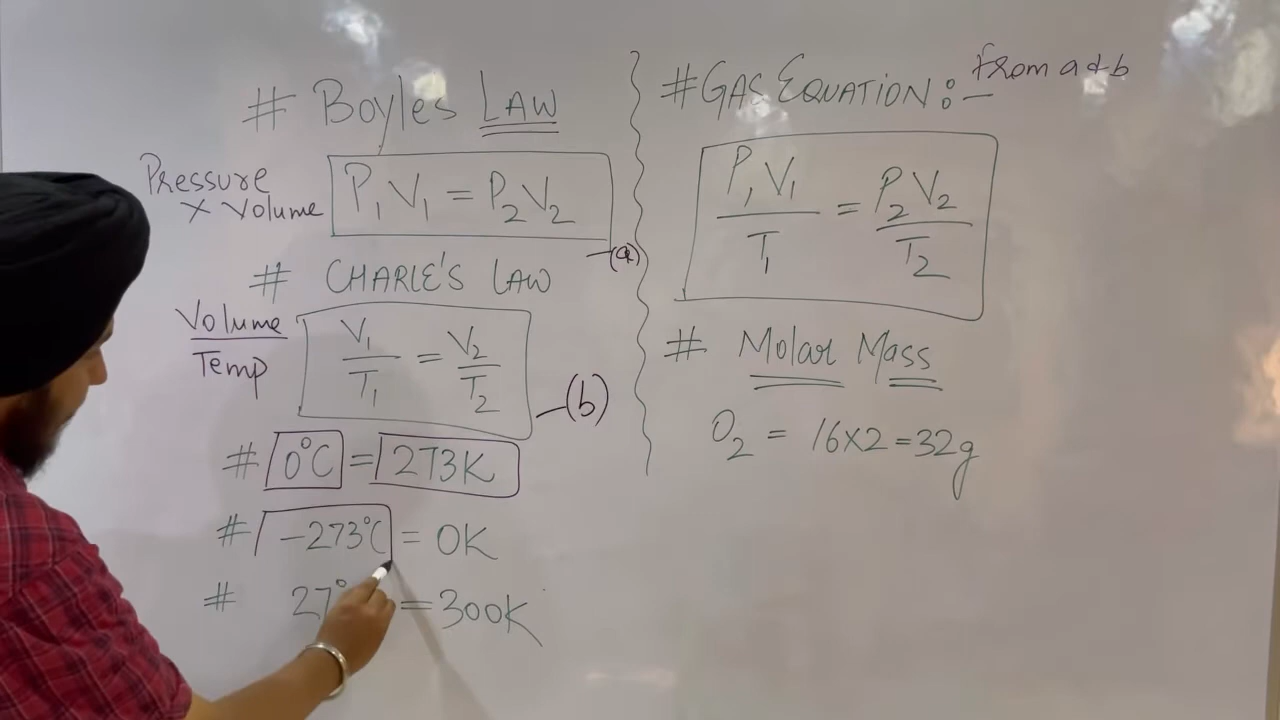 # Boyles LAW
Pressure
x Volume
P₁V₁ = P₂V₂
(a)
# CHARLE'S LAW
Volume
Temp
V₁/T₁ = V₂/T₂
(b)
# 0°C = 273K
# -273°C = 0K
# 27° = 300K
# GAS EQUATION:- from a & b
P₁V₁/T₁ = P₂V₂/T₂
# Molar Mass
O₂ = 16x2=32g